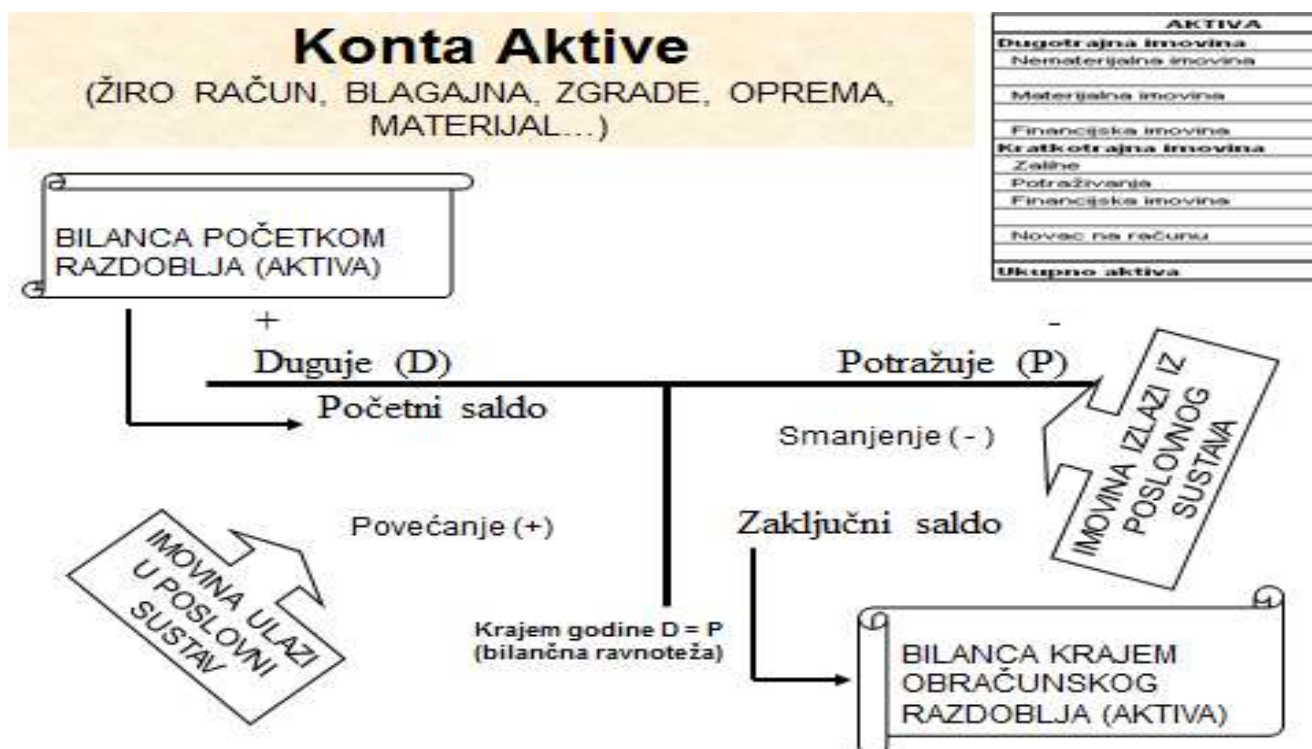 Konta Aktive
(ŽIRO RAČUN, BLAGAJNA, ZGRADE, OPREMA,
MATERIJAL...)
AKTIVA
Dugotrajna imovina
Nematerijalna imovina
Materijalna imovina
Financijska imovina
Kratkotrajna imovina
Zalihe
Potraživanja
Financijska imovina
Novac na računu
Ukupno aktiva
BILANCA POČETKOM
RAZDOBLJA (AKTIVA)
+
-
Duguje (D)
Potražuje (P)
Početni saldo
Smanjenje ( - )
IMOVINA IZLAZI IZ
POSLOVNOG
SUSTAVA
Povećanje (+)
Zaključni saldo
IMOVINA ULAZI
U POSLOVNI
SUSTAV
Krajem godine D = P
(bilančna ravnoteža)
BILANCA KRAJEM
OBRAČUNSKOG
RAZDOBLJA (AKTIVA)